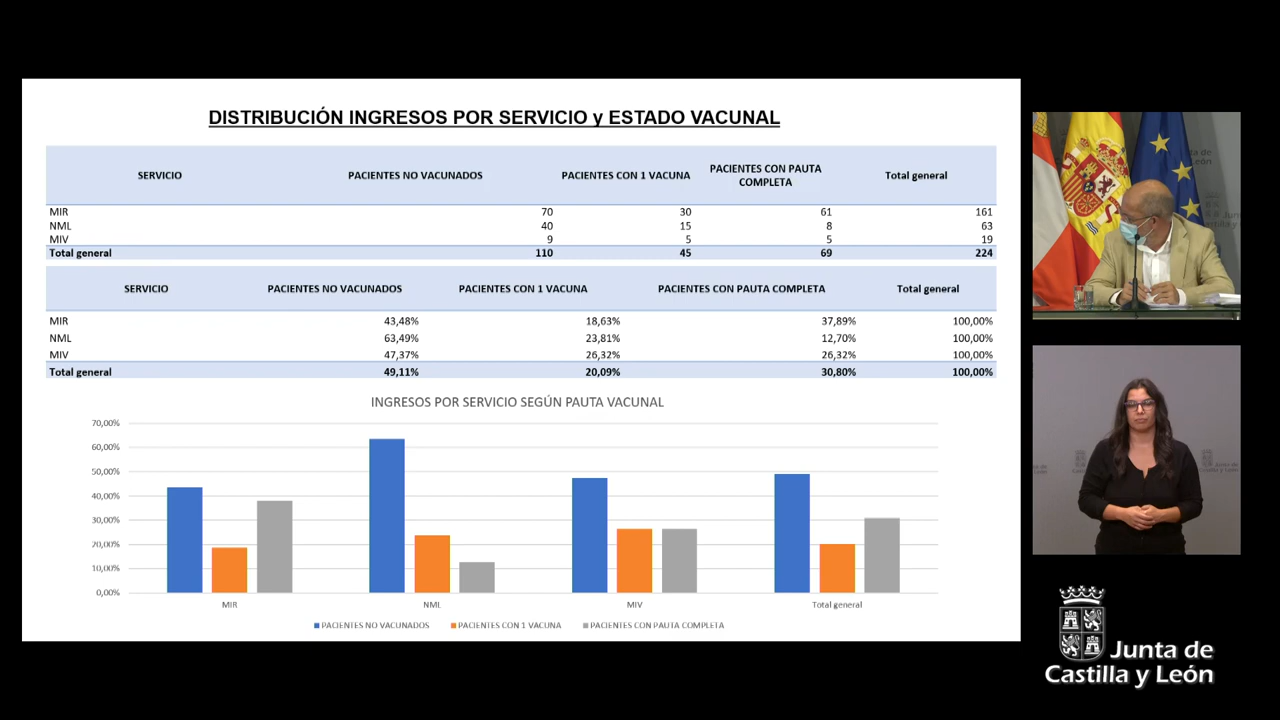 DISTRIBUCIÓN INGRESOS POR SERVICIO y ESTADO VACUNAL
SERVICIO PACIENTES NO VACUNADOS PACIENTES CON 1 VACUNA PACIENTES CON PAUTA COMPLETA Total general
MIR 70 30 61 161
NML 40 15 8 63
MIV 9 5 5 19
Total general 110 45 69 224
SERVICIO PACIENTES NO VACUNADOS PACIENTES CON 1 VACUNA PACIENTES CON PAUTA COMPLETA Total general
MIR 43,48% 18,63% 37,89% 100,00%
NML 63,49% 23,81% 12,70% 100,00%
MIV 47,37% 26,32% 26,32% 100,00%
Total general 49,11% 20,09% 30,80% 100,00%
INGRESOS POR SERVICIO SEGÚN PAUTA VACUNAL
70,00%
60,00%
50,00%
40,00%
30,00%
20,00%
10,00%
0,00%
MIR NML MIV Total general
PACIENTES NO VACUNADOS PACIENTES CON 1 VACUNA PACIENTES CON PAUTA COMPLETA
Junta de
Castilla y León